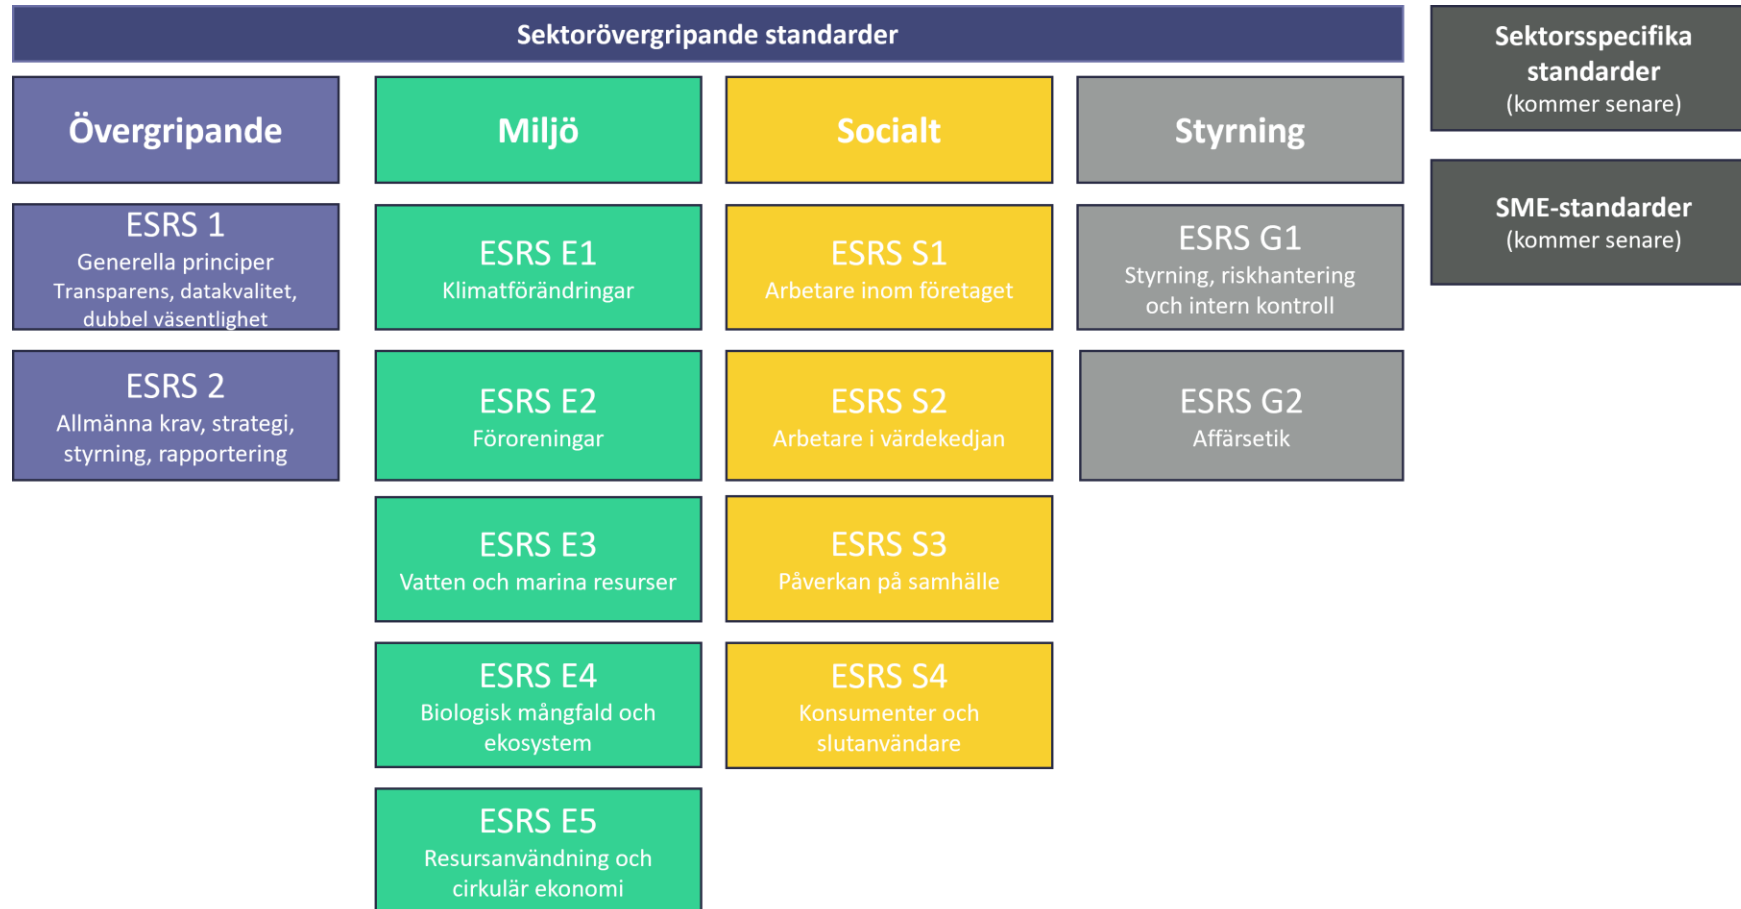 Sektorövergripande standarder
Övergripande
ESRS 1
Generella principer
Transparens, datakvalitet,
dubbel väsentlighet
ESRS 2
Allmänna krav, strategi,
styrning, rapportering
Miljö
ESRS E1
Klimatförändringar
ESRS E2
Föroreningar
ESRS E3
Vatten och marina resurser
ESRS E4
Biologisk mångfald och
ekosystem
ESRS E5
Resursanvändning och
cirkulär ekonomi
Socialt
ESRS S1
Arbetare inom företaget
ESRS S2
Arbetare i värdekedjan
ESRS S3
Påverkan på samhälle
ESRS S4
Konsumenter och
slutanvändare
Styrning
ESRS G1
Styrning, riskhantering
och intern kontroll
ESRS G2
Affärsetik
Sektorsspecifika
standarder
(kommer senare)
SME-standarder
(kommer senare)